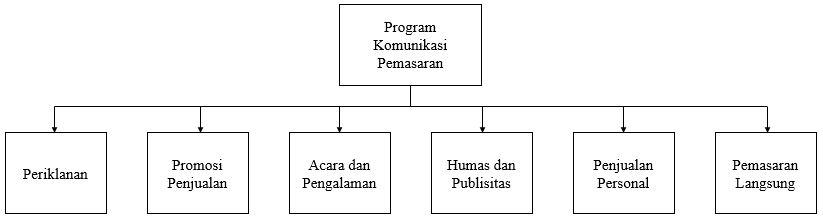 Program
Komunikasi
Pemasaran
Periklanan
Promosi
Penjualan
Acara dan
Pengalaman
Humas dan
Publisitas
Penjualan
Personal
Pemasaran
Langsung